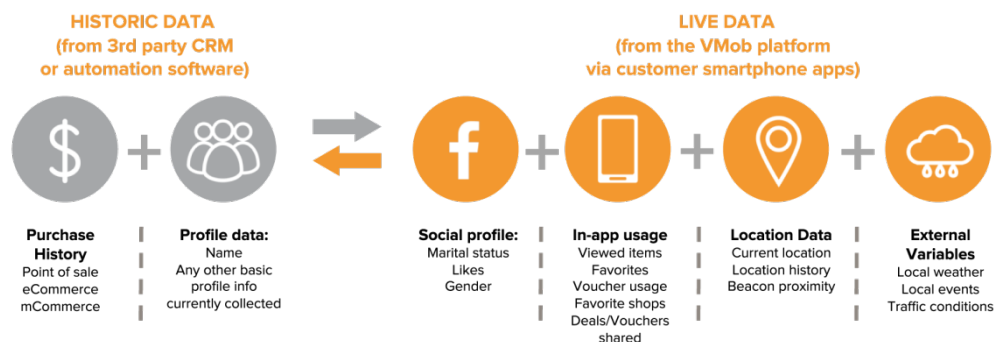 HISTORIC DATA
(from 3rd party CRM
or automation software)
LIVE DATA
(from the VMob platform
via customer smartphone apps)
Purchase
History
Point of sale
eCommerce
mCommerce
Profile data:
Name
Any other basic
profile info
currently collected
Social profile:
Marital status
Likes
Gender
In-app usage
Viewed items
Favorites
Voucher usage
Favorite shops
Deals/Vouchers
shared
Location Data
Current location
Location history
Beacon proximity
External
Variables
Local weather
Local events
Traffic conditions